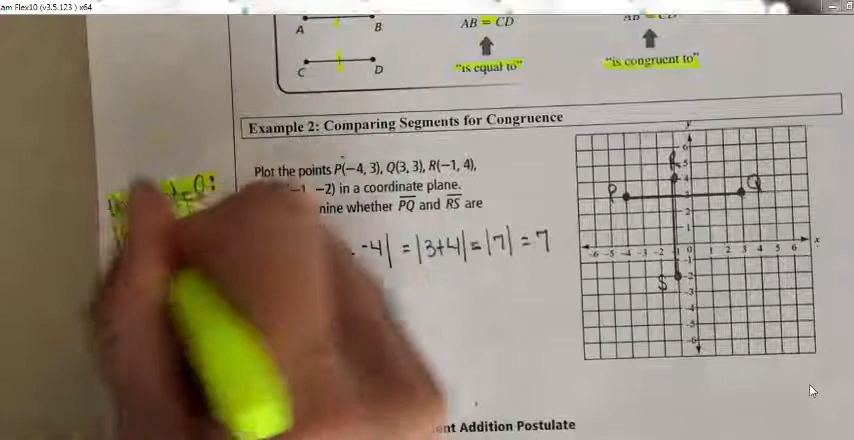 am Flex10 (v3.5.123 ) x64
A B
AB = CD
C D
"is equal to"
"is congruent to"
Example 2: Comparing Segments for Congruence
Plot the points P(−4, 3), Q(3, 3), R(−1, 4),
−1, −2) in a coordinate plane.
whether PQ and RS are
-4| = |3+4| = |7| = 7
y
6
5
R
4
P
Q
3
2
1
-6 -5 -4 -3 -2 -1 0 1 2 3 4 5 6 x
-1
-2
S
-3
-4
-5
-6
Addition Postulate